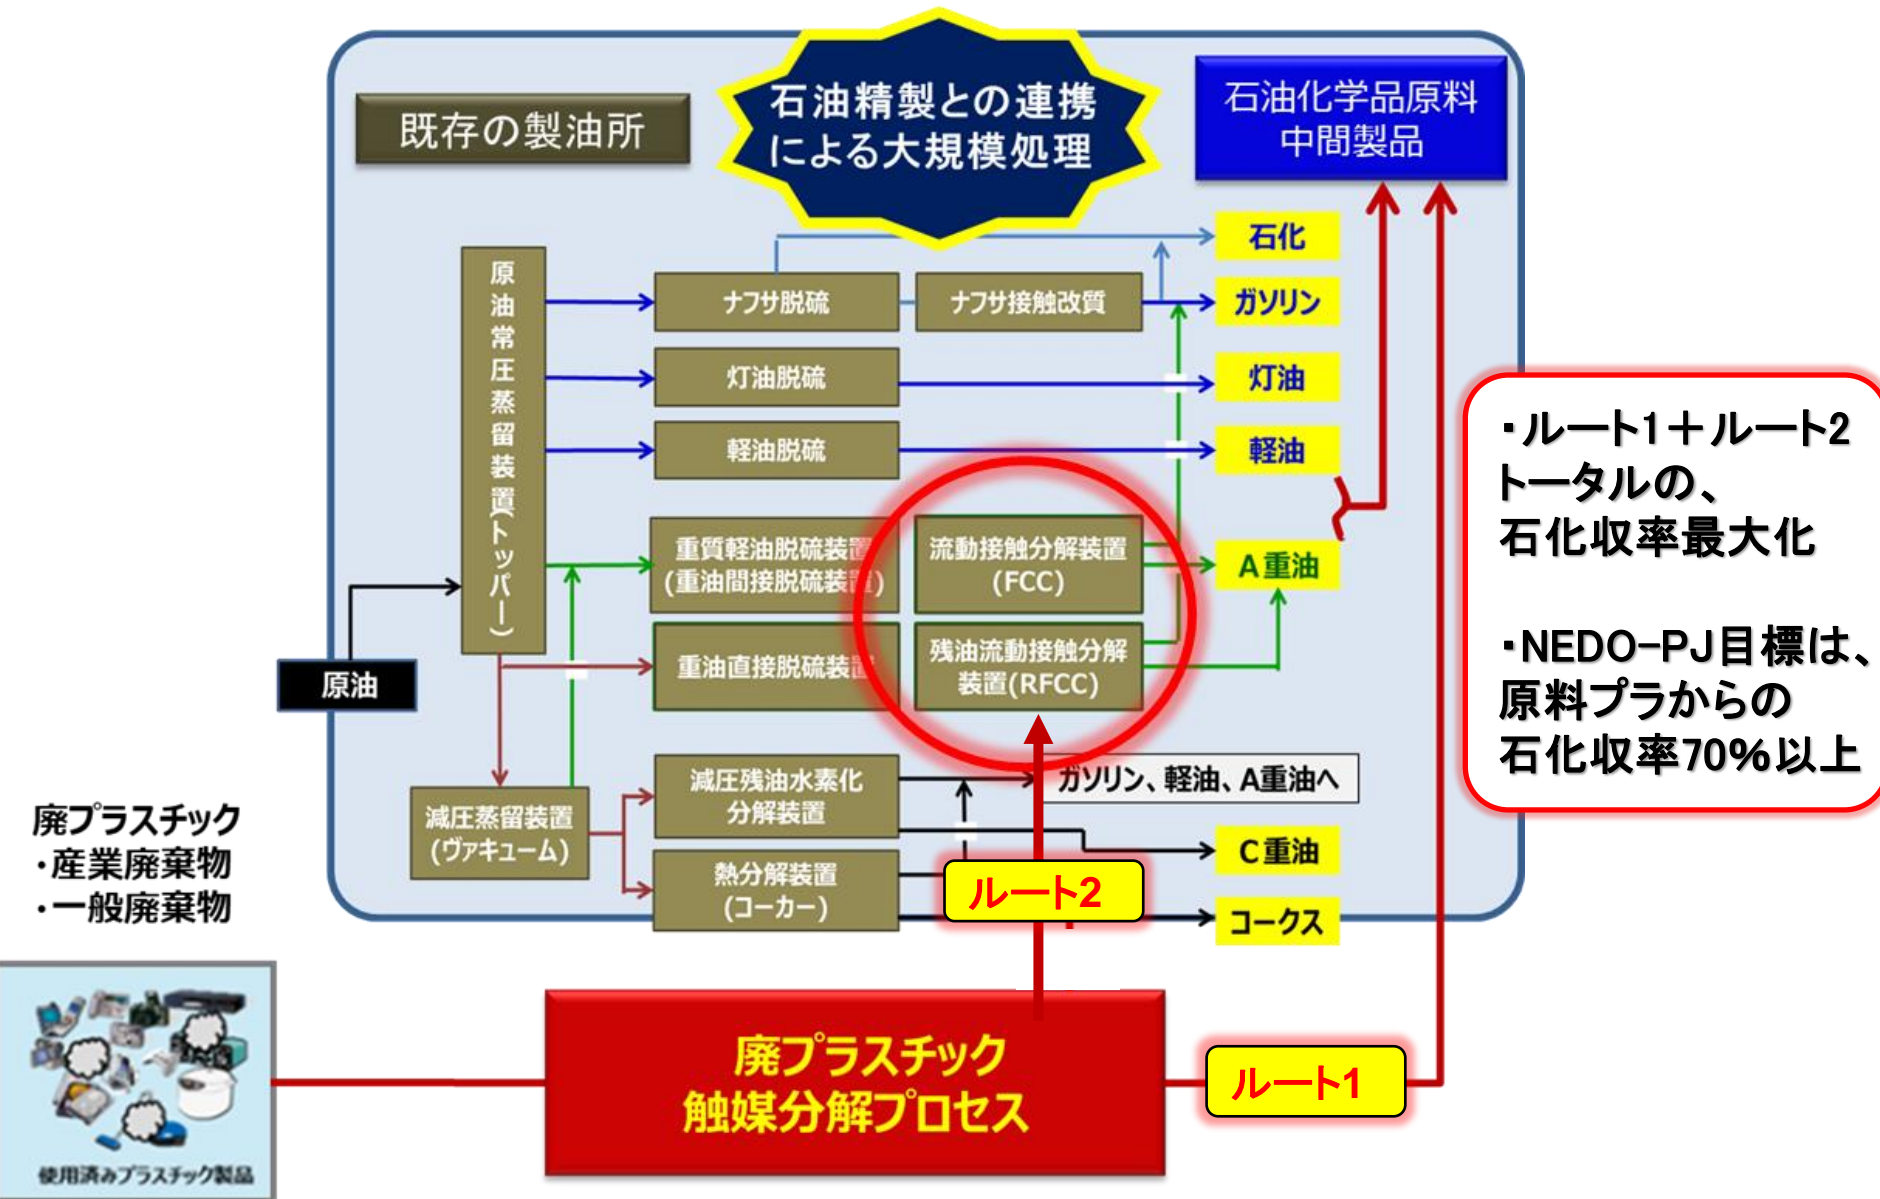 石油精製との連携
による大規模処理
既存の製油所
石油化学品原料
中間製品
原油常圧蒸留装置(トッパー)
ナフサ脱硫
ナフサ接触改質
石化
ガソリン
灯油脱硫
灯油
軽油脱硫
軽油
重質軽油脱硫装置
(重油間接脱硫装置)
流動接触分解装置
(FCC)
A重油
重油直接脱硫装置
残油流動接触分解
装置(RFCC)
原油
減圧蒸留装置
(ヴァキューム)
減圧残油水素化
分解装置
ガソリン、軽油、A重油へ
熱分解装置
(コーカー)
C重油
コークス
・ルート1＋ルート2
トータルの、
石化収率最大化
・NEDO-PJ目標は、
原料プラからの
石化収率70%以上
廃プラスチック
・産業廃棄物
・一般廃棄物
使用済みプラスチック製品
ルート2
廃プラスチック
触媒分解プロセス
ルート1